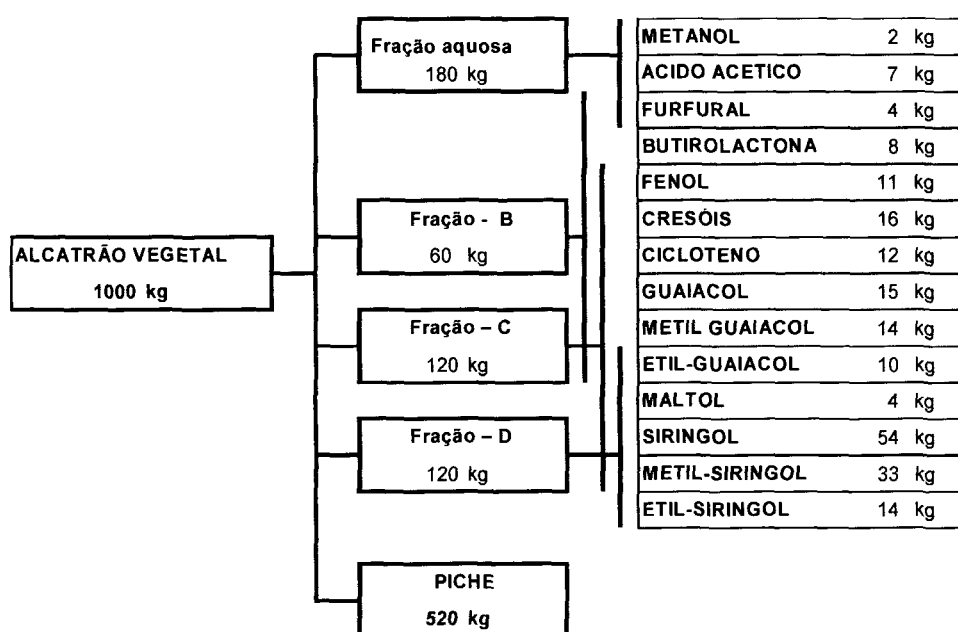 ALCATRÃO VEGETAL
1000 kg
Fração aquosa
180 kg
Fração - B
60 kg
Fração – C
120 kg
Fração – D
120 kg
PICHE
520 kg
METANOL 2 kg
ACIDO ACETICO 7 kg
FURFURAL 4 kg
BUTIROLACTONA 8 kg
FENOL 11 kg
CRESÓIS 16 kg
CICLOTENO 12 kg
GUAIACOL 15 kg
METIL GUAIACOL 14 kg
ETIL-GUAIACOL 10 kg
MALTOL 4 kg
SIRINGOL 54 kg
METIL-SIRINGOL 33 kg
ETIL-SIRINGOL 14 kg